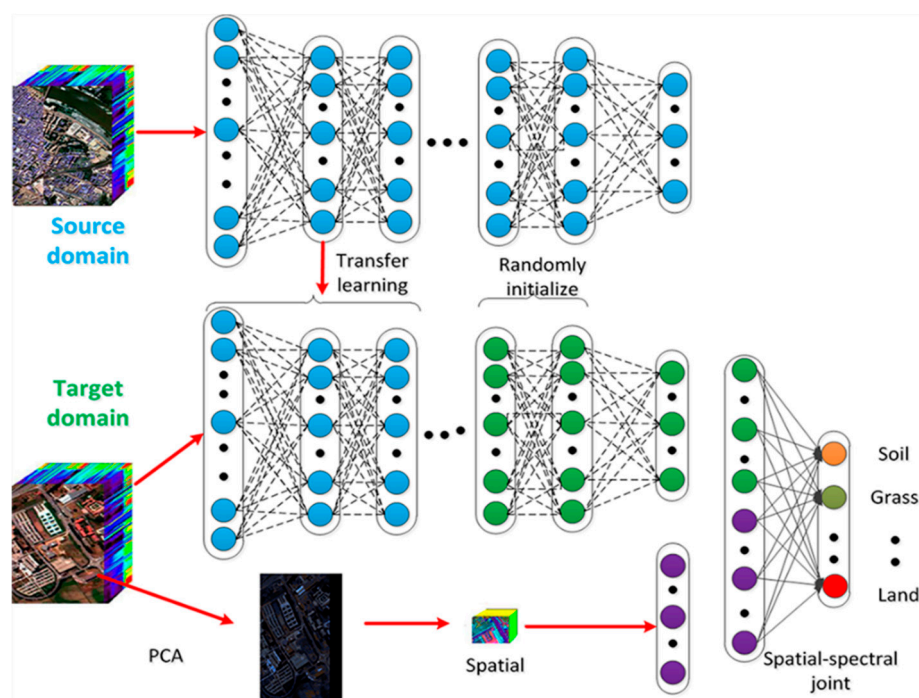 Source
domain
Transfer
learning
Randomly
initialize
Target
domain
Soil
Grass
Land
PCA
Spatial
Spatial-spectral
joint